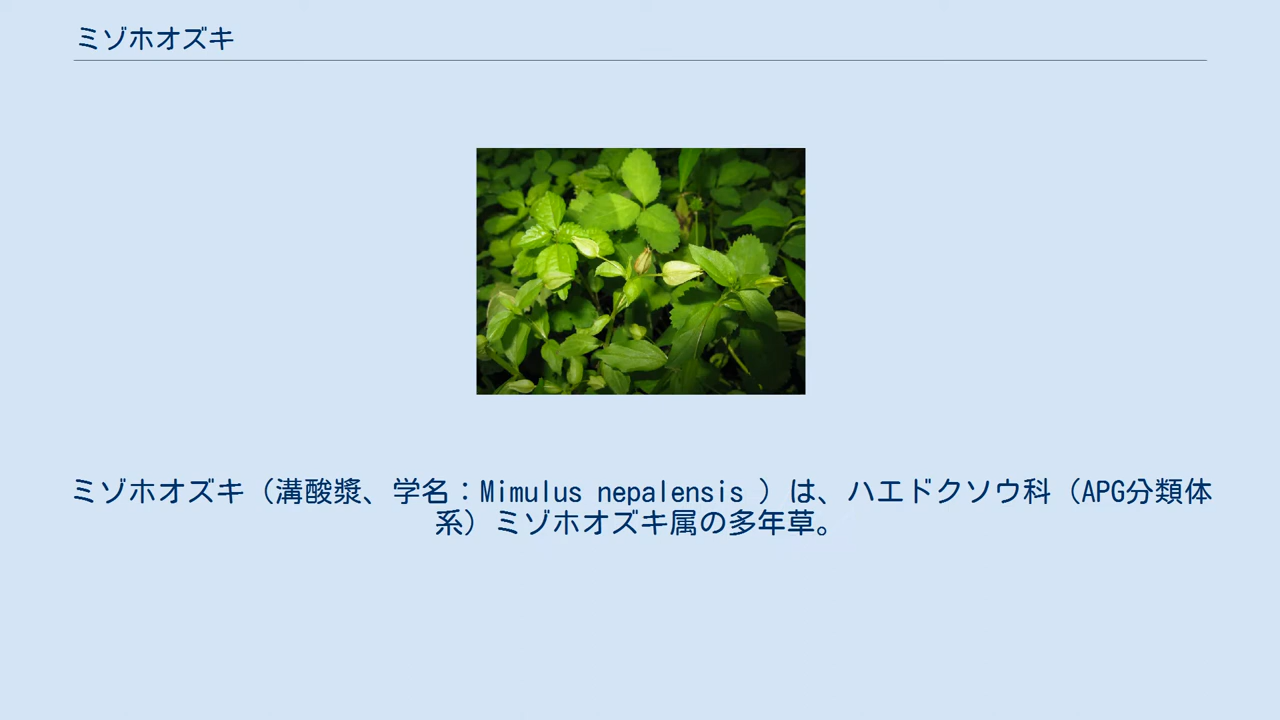 ミゾホオズキ
ミゾホオズキ（溝酸漿、学名：Mimulus nepalensis ）は、ハエドクソウ科（APG分類体
系）ミゾホオズキ属の多年草。